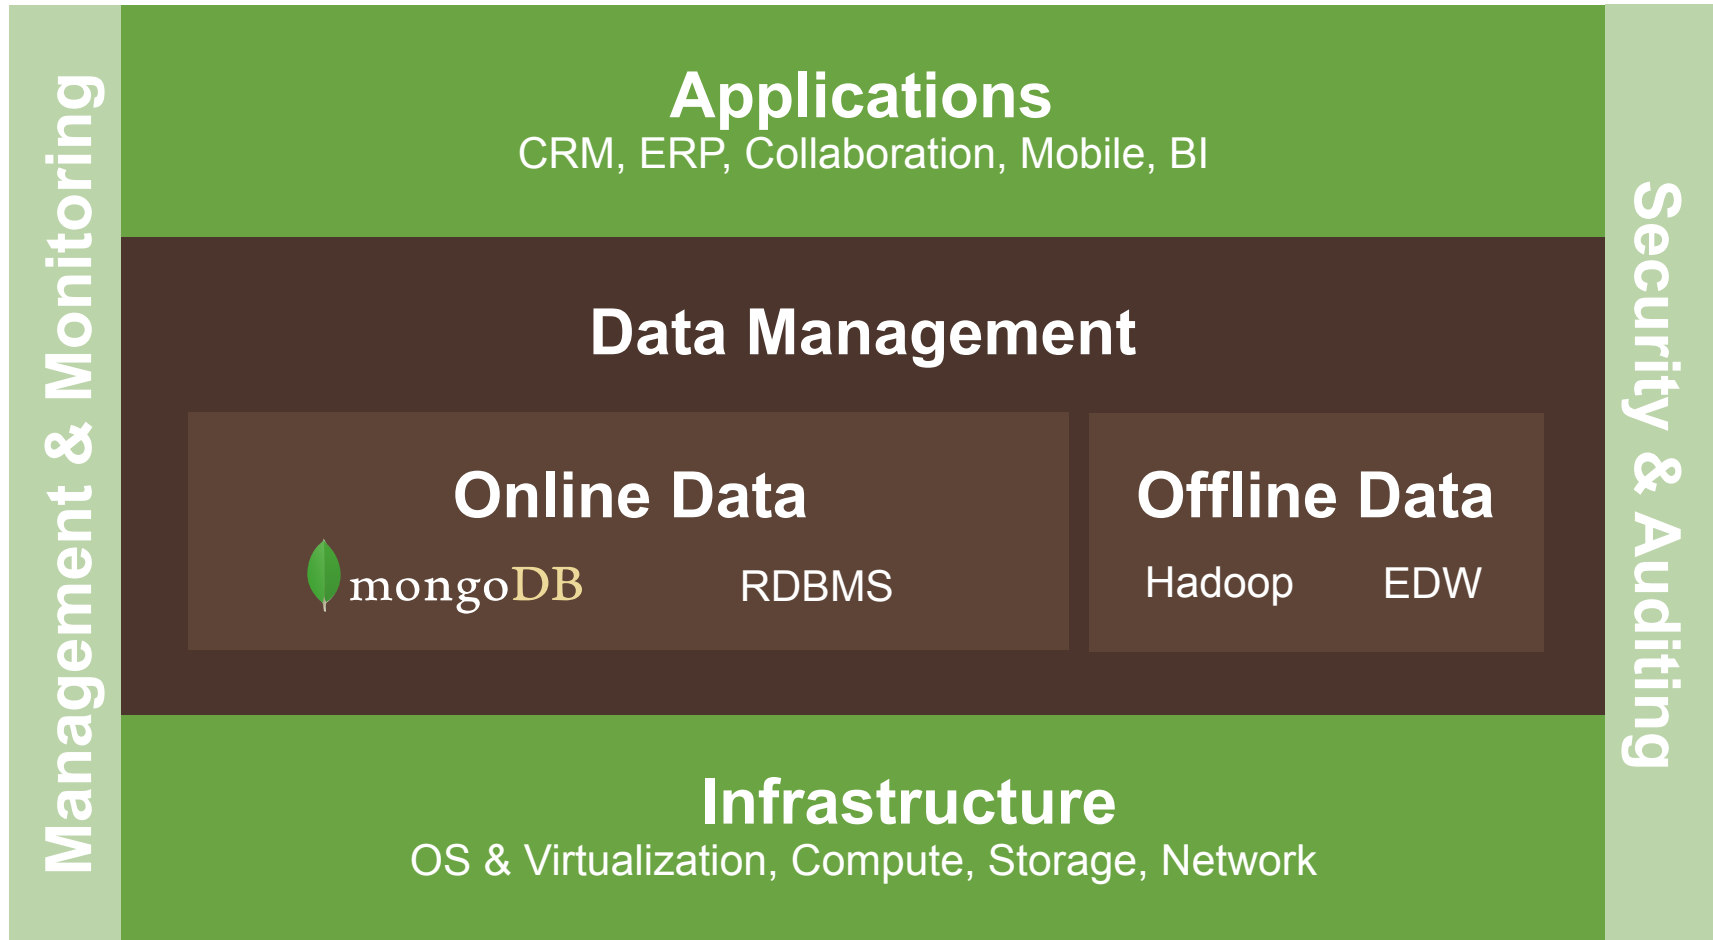 Management & Monitoring
Applications
CRM, ERP, Collaboration, Mobile, BI
Data Management
Online Data
mongoDB
RDBMS
Offline Data
Hadoop
EDW
Infrastructure
OS & Virtualization, Compute, Storage, Network
Security & Auditing